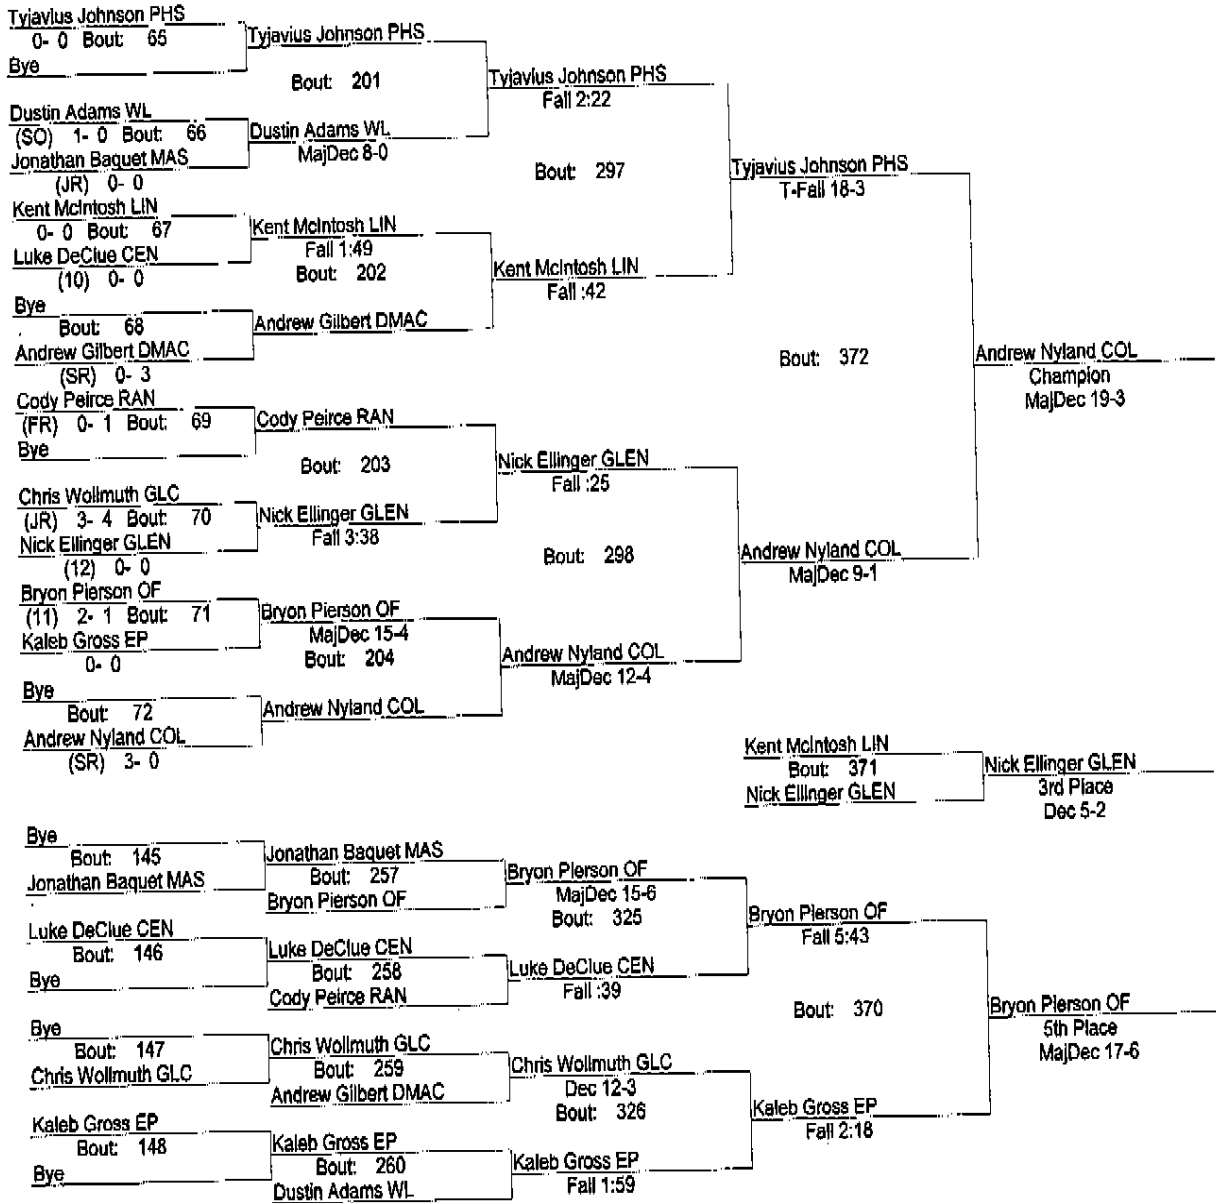 Tyjavius Johnson PHS
0- 0 Bout: 65
Bye
Tyjavius Johnson PHS
Bout: 201
Dustin Adams WL
(SO) 1- 0 Bout: 66
Jonathan Baquet MAS
(JR) 0- 0
Dustin Adams WL
MajDec 8-0
Tyjavius Johnson PHS
Fall 2:22
Bout: 297
Kent McIntosh LIN
0- 0 Bout: 67
Luke DeClue CEN
(10) 0- 0
Kent McIntosh LIN
Fall 1:49
Bout: 202
Bye
Bout: 68
Andrew Gilbert DMAC
(SR) 0- 3
Andrew Gilbert DMAC
Kent McIntosh LIN
Fall :42
Tyjavius Johnson PHS
T-Fall 18-3
Bout: 372
Cody Peirce RAN
(FR) 0- 1 Bout: 69
Bye
Cody Peirce RAN
Bout: 203
Chris Wollmuth GLC
(JR) 3- 4 Bout: 70
Nick Ellinger GLEN
(12) 0- 0
Nick Ellinger GLEN
Fall 3:38
Nick Ellinger GLEN
Fall :25
Bout: 298
Bryon Pierson OF
(11) 2- 1 Bout: 71
Kaleb Gross EP
0- 0
Bryon Pierson OF
MajDec 15-4
Bout: 204
Bye
Bout: 72
Andrew Nyland COL
(SR) 3- 0
Andrew Nyland COL
Andrew Nyland COL
MajDec 12-4
Andrew Nyland COL
MajDec 9-1
Andrew Nyland COL
Champion
MajDec 19-3
Kent McIntosh LIN
Bout: 371
Nick Ellinger GLEN
Nick Ellinger GLEN
3rd Place
Dec 5-2
Bye
Bout: 145
Jonathan Baquet MAS
Jonathan Baquet MAS
Bout: 257
Bryon Pierson OF
Bryon Pierson OF
MajDec 15-6
Bout: 325
Luke DeClue CEN
Bout: 146
Bye
Luke DeClue CEN
Bout: 258
Cody Peirce RAN
Luke DeClue CEN
Fall :39
Bryon Pierson OF
Fall 5:43
Bout: 370
Bye
Bout: 147
Chris Wollmuth GLC
Chris Wollmuth GLC
Bout: 259
Andrew Gilbert DMAC
Chris Wollmuth GLC
Dec 12-3
Bout: 326
Kaleb Gross EP
Bout: 148
Bye
Kaleb Gross EP
Bout: 260
Dustin Adams WL
Kaleb Gross EP
Fall 1:59
Kaleb Gross EP
Fall 2:18
Bryon Pierson OF
5th Place
MajDec 17-6